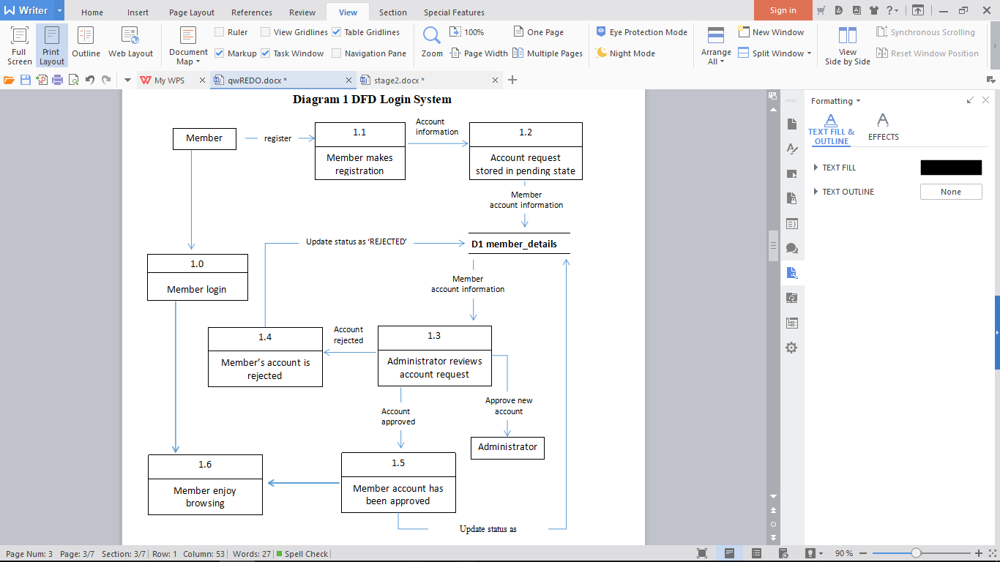 Writer
Home
Insert
Page Layout
References
Review
View
Section
Special Features
Sign in
Full Screen
Print Layout
Outline
Web Layout
Document Map
Ruler
View Gridlines
Table Gridlines
Markup
Task Window
Navigation Pane
Zoom
100%
Page Width
One Page
Multiple Pages
Eye Protection Mode
Night Mode
Arrange All
New Window
Split Window
View Side by Side
Synchronous Scrolling
Reset Window Position
My WPS
qwREDO.docx *
stage2.docx *
Diagram 1 DFD Login System
Member
register
1.1
Member makes
registration
Account
information
1.2
Account request
stored in pending state
Member
account information
Update status as ‘REJECTED’
D1 member_details
1.0
Member login
Member
account information
1.4
Member’s account is
rejected
Account
rejected
1.3
Administrator reviews
account request
Account
approved
Approve new
account
Administrator
1.6
Member enjoy
browsing
1.5
Member account has
been approved
Update status as
Formatting
TEXT FILL &
OUTLINE
EFFECTS
TEXT FILL
TEXT OUTLINE
None
Page Num: 3 Page: 3/7 Section: 3/7 Row: 1 Column: 53 Words: 27 Spell Check
90 %